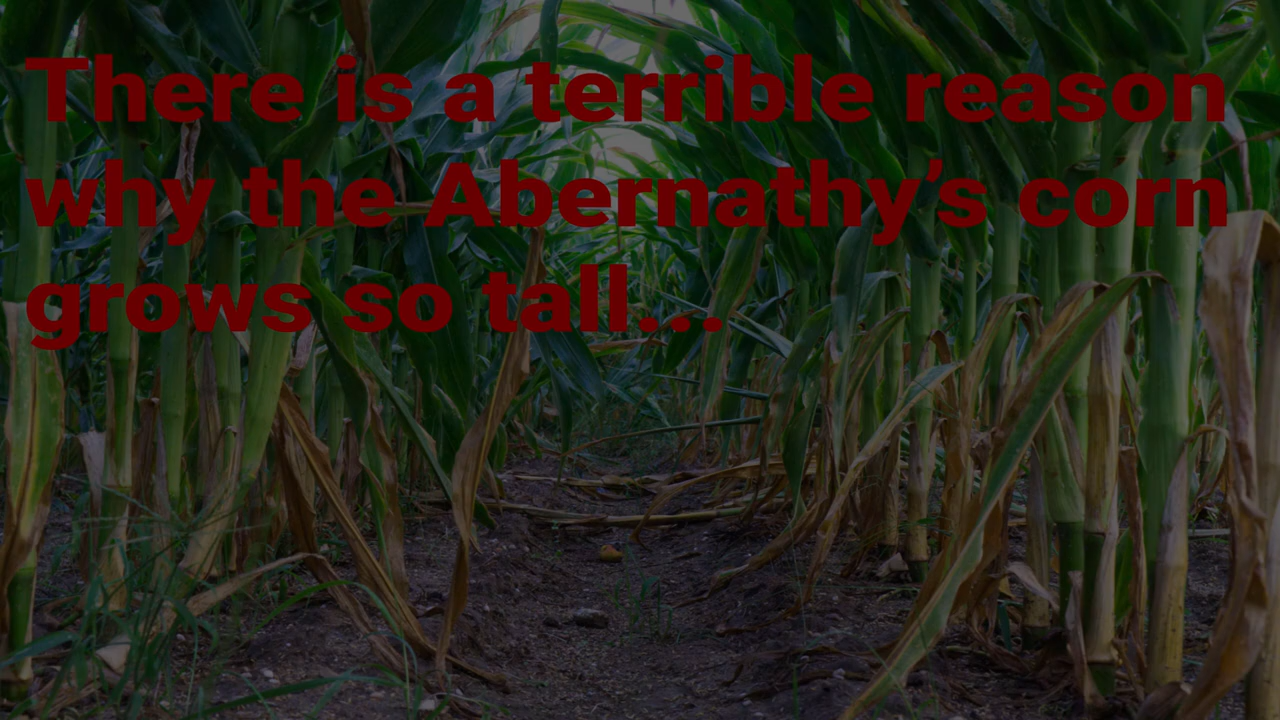 There is a terrible reason
why the Abernathy’s corn
grows so tall...